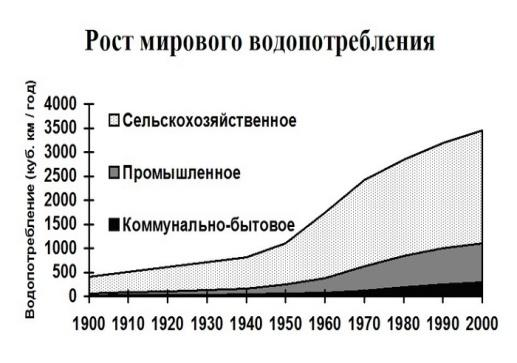 Рост мирового водопотребления
Водопотребление (куб. км / год)
4000
3500
3000
2500
2000
1500
1000
500
0
Сельскохозяйственное
Промышленное
Коммунально-бытовое
1900 1910 1920 1930 1940 1950 1960 1970 1980 1990 2000